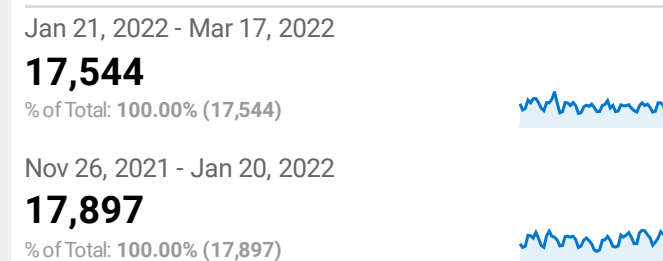 Jan 21, 2022 - Mar 17, 2022
17,544
% of Total: 100.00% (17,544)
Nov 26, 2021 - Jan 20, 2022
17,897
% of Total: 100.00% (17,897)